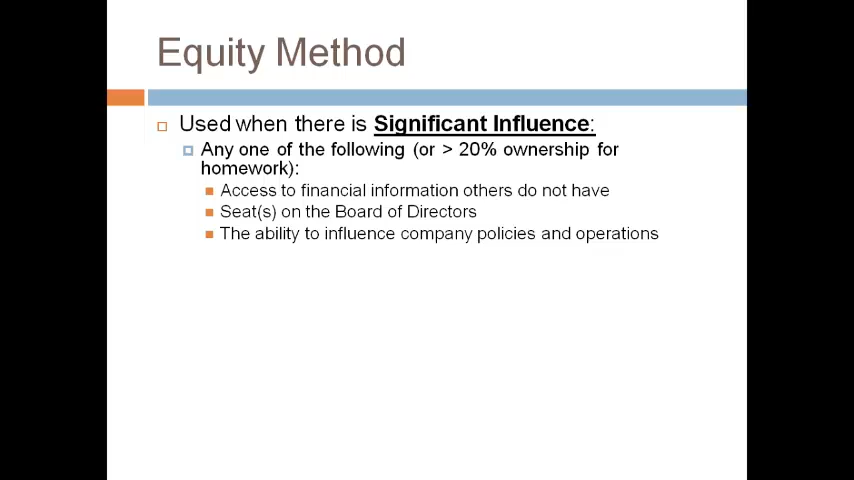 Equity Method
Used when there is Significant Influence:
Any one of the following (or > 20% ownership for
homework):
Access to financial information others do not have
Seat(s) on the Board of Directors
The ability to influence company policies and operations